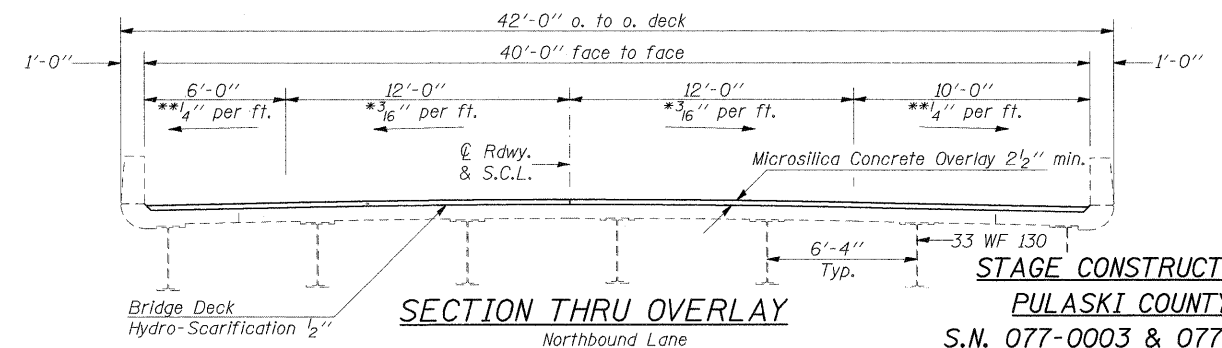 42'-0" o. to o. deck
1'-0"
40'-0" face to face
1'-0"
6'-0"
12'-0"
12'-0"
10'-0"
**1/4" per ft.
*3/16" per ft.
*3/16" per ft.
**1/4" per ft.
℄ Rdwy.
& S.C.L.
Microsilica Concrete Overlay 2 1/2" min.
6'-4"
Typ.
33 WF 130
Bridge Deck
Hydro-Scarification 1/2"
SECTION THRU OVERLAY
Northbound Lane
STAGE CONSTRUCT
PULASKI COUNTY
S.N. 077-0003 & 077